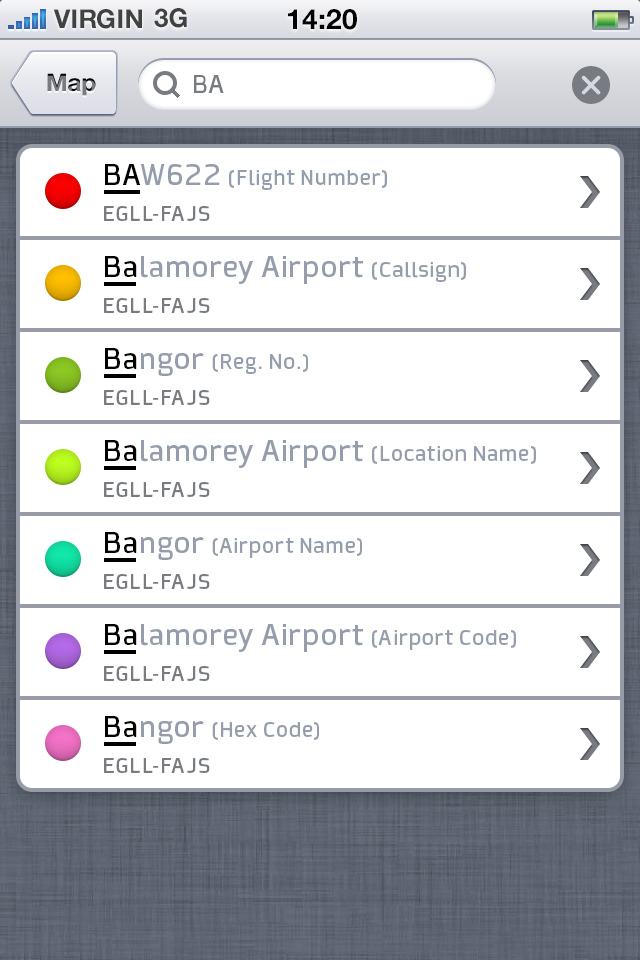 VIRGIN 3G 14:20
Map BA
BAW622 (Flight Number)
EGLL-FAJS
Balamorey Airport (Callsign)
EGLL-FAJS
Bangor (Reg. No.)
EGLL-FAJS
Balamorey Airport (Location Name)
EGLL-FAJS
Bangor (Airport Name)
EGLL-FAJS
Balamorey Airport (Airport Code)
EGLL-FAJS
Bangor (Hex Code)
EGLL-FAJS